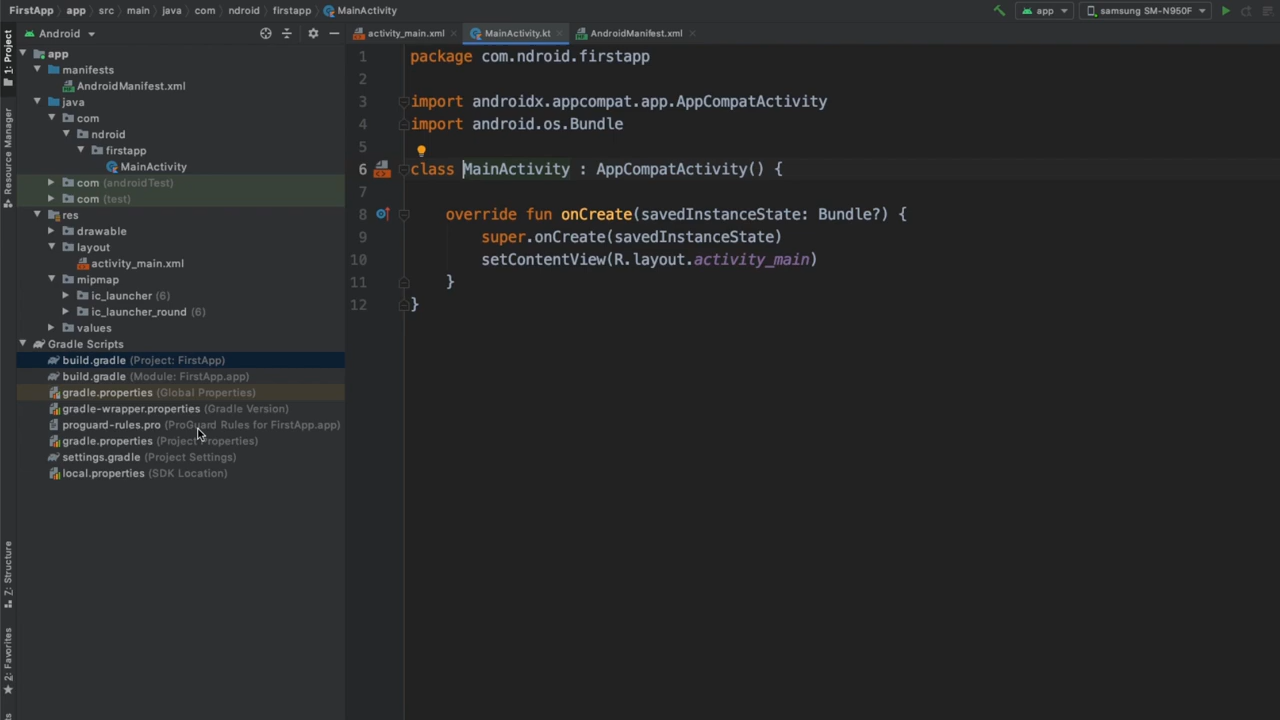 FirstApp app src main java com ndroid firstapp MainActivity
app samsung SM-N950F
1: Project
Android
activity_main.xml MainActivity.kt AndroidManifest.xml
app
manifests
AndroidManifest.xml
java
com
ndroid
firstapp
MainActivity
com (androidTest)
com (test)
res
drawable
layout
activity_main.xml
mipmap
ic_launcher (6)
ic_launcher_round (6)
values
Gradle Scripts
build.gradle (Project: FirstApp)
build.gradle (Module: FirstApp.app)
gradle.properties (Global Properties)
gradle-wrapper.properties (Gradle Version)
proguard-rules.pro (ProGuard Rules for FirstApp.app)
gradle.properties (Project Properties)
settings.gradle (Project Settings)
local.properties (SDK Location)
Resource Manager
Z: Structure
2: Favorites
1 package com.ndroid.firstapp
2
3 import androidx.appcompat.app.AppCompatActivity
4 import android.os.Bundle
5
6 class MainActivity : AppCompatActivity() {
7
8 override fun onCreate(savedInstanceState: Bundle?) {
9 super.onCreate(savedInstanceState)
10 setContentView(R.layout.activity_main)
11 }
12 }